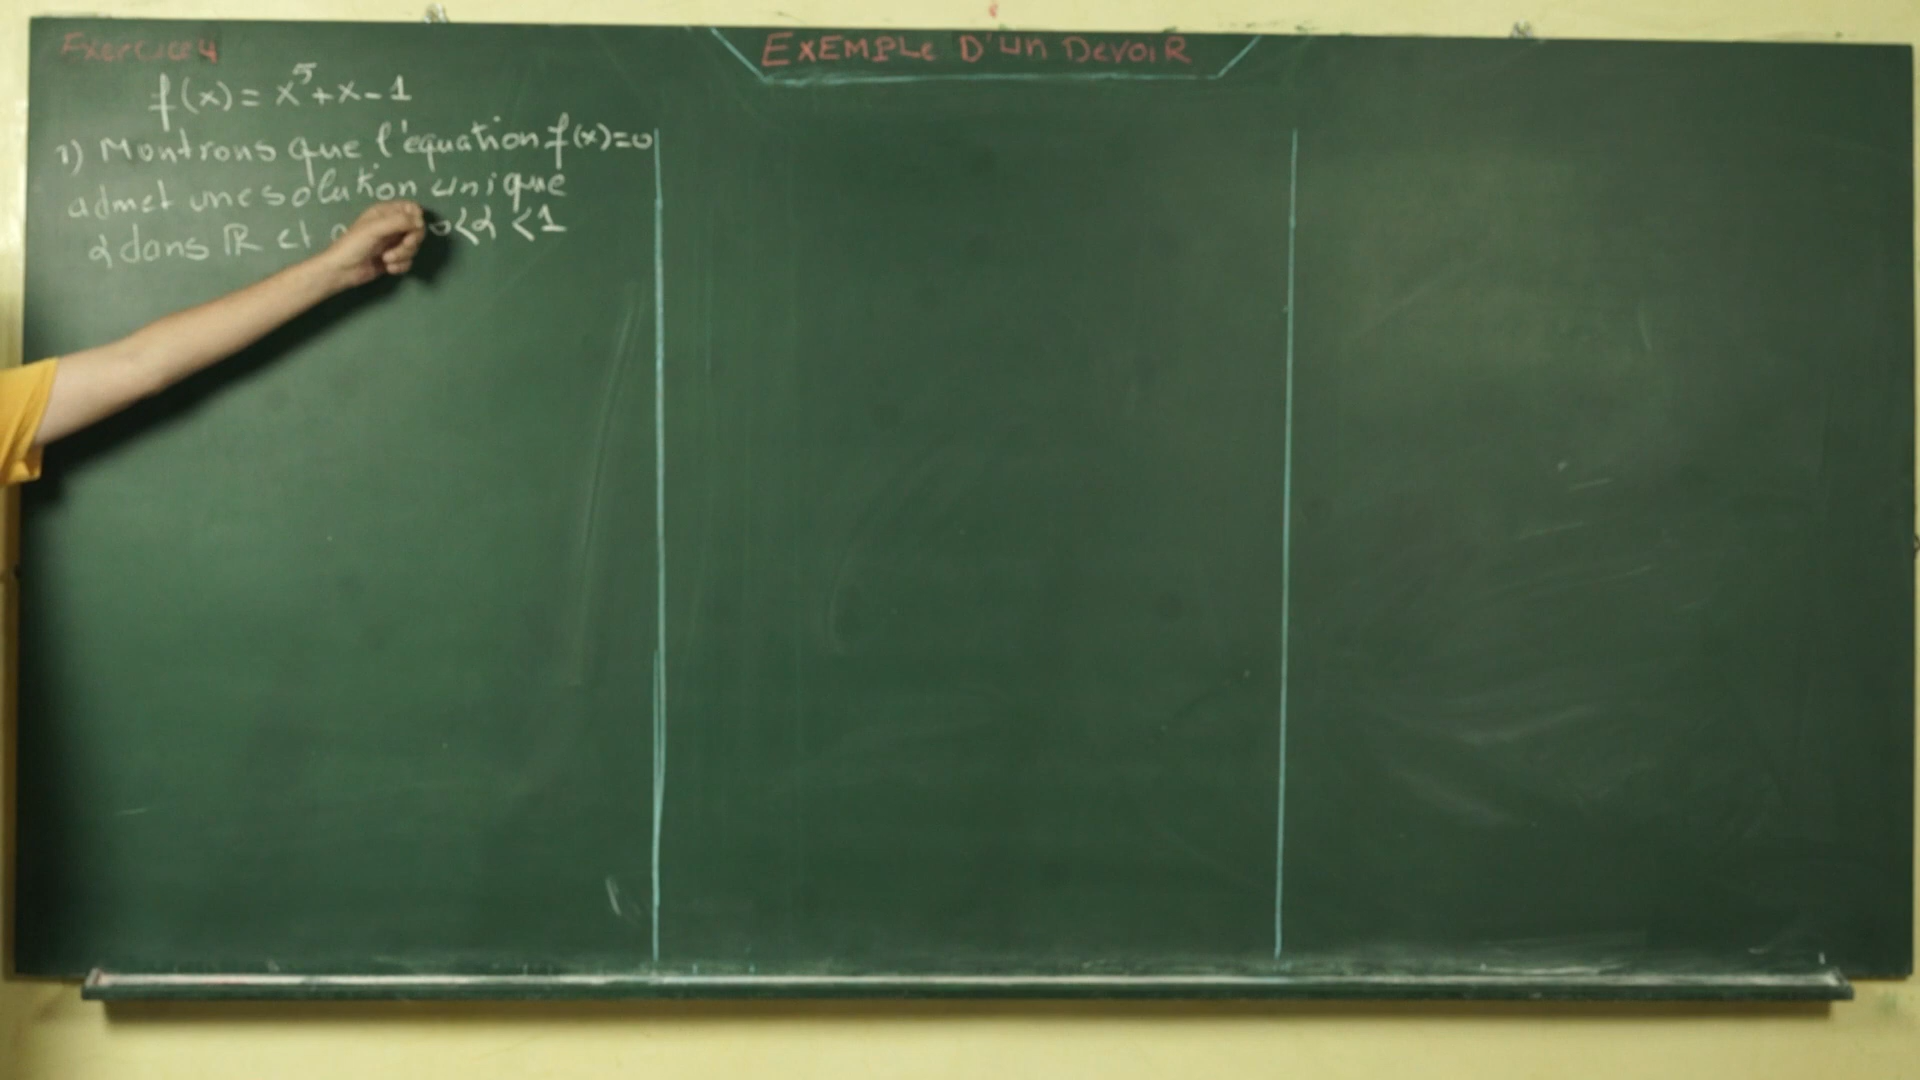 EXEMPLE D'UN DEVOIR
Exercice 4
f(x) = x⁵+x-1
1) Montrons que l'equation f(x)=0
admet une solution unique
α dans ℝ et 0<α<1